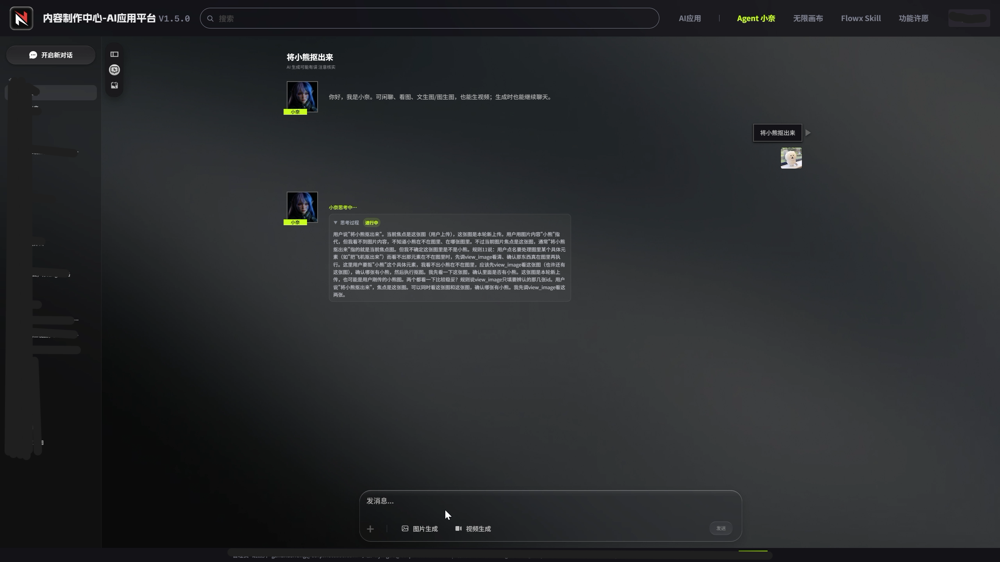 内容制作中心-AI应用平台 V1.5.0
搜索
AI应用
Agent 小奈
无限画布
Flowx Skill
功能许愿
开启新对话
将小熊抠出来
AI 生成可能有误 注意核实
你好，我是小奈。可闲聊、看图、文生图/图生图，也能生视频；生成时也能继续聊天。
小奈
将小熊抠出来
小奈思考中…
小奈
思考过程 进行中
用户说"将小熊抠出来"。当前焦点是这张图（用户上传），这张图是本轮新上传。用户用图片内容"小熊"指
代，但我看不到图片内容，不知道小熊在不在图里、在哪张图里。不过当前图片焦点是这张图，通常"将小熊
抠出来"指的就是当前焦点图。但我不确定这张图里是不是小熊。规则11说：用户点名要处理图里某个具体元
素（如"把飞机抠出来"）而看不出那元素在不在图里时，先调view_image看清、确认那东西真在图里再执
行。这里用户要抠"小熊"这个具体元素，我看不出小熊在不在图里，应该先view_image看这张图（也许还有
这张图），确认哪张有小熊，然后执行抠图。我先看一下这张图，确认里面是否有小熊。这张图是本轮新上
传，也可能是用户刚传的小熊图。两个都看一下比较稳妥？规则说view_image只填要辨认的那几张id。用户
说"将小熊抠出来"，焦点是这张图。可以同时看这张图和这张图，确认哪张有小熊。我先调view_image看这
两张。
发消息...
图片生成
视频生成
发送